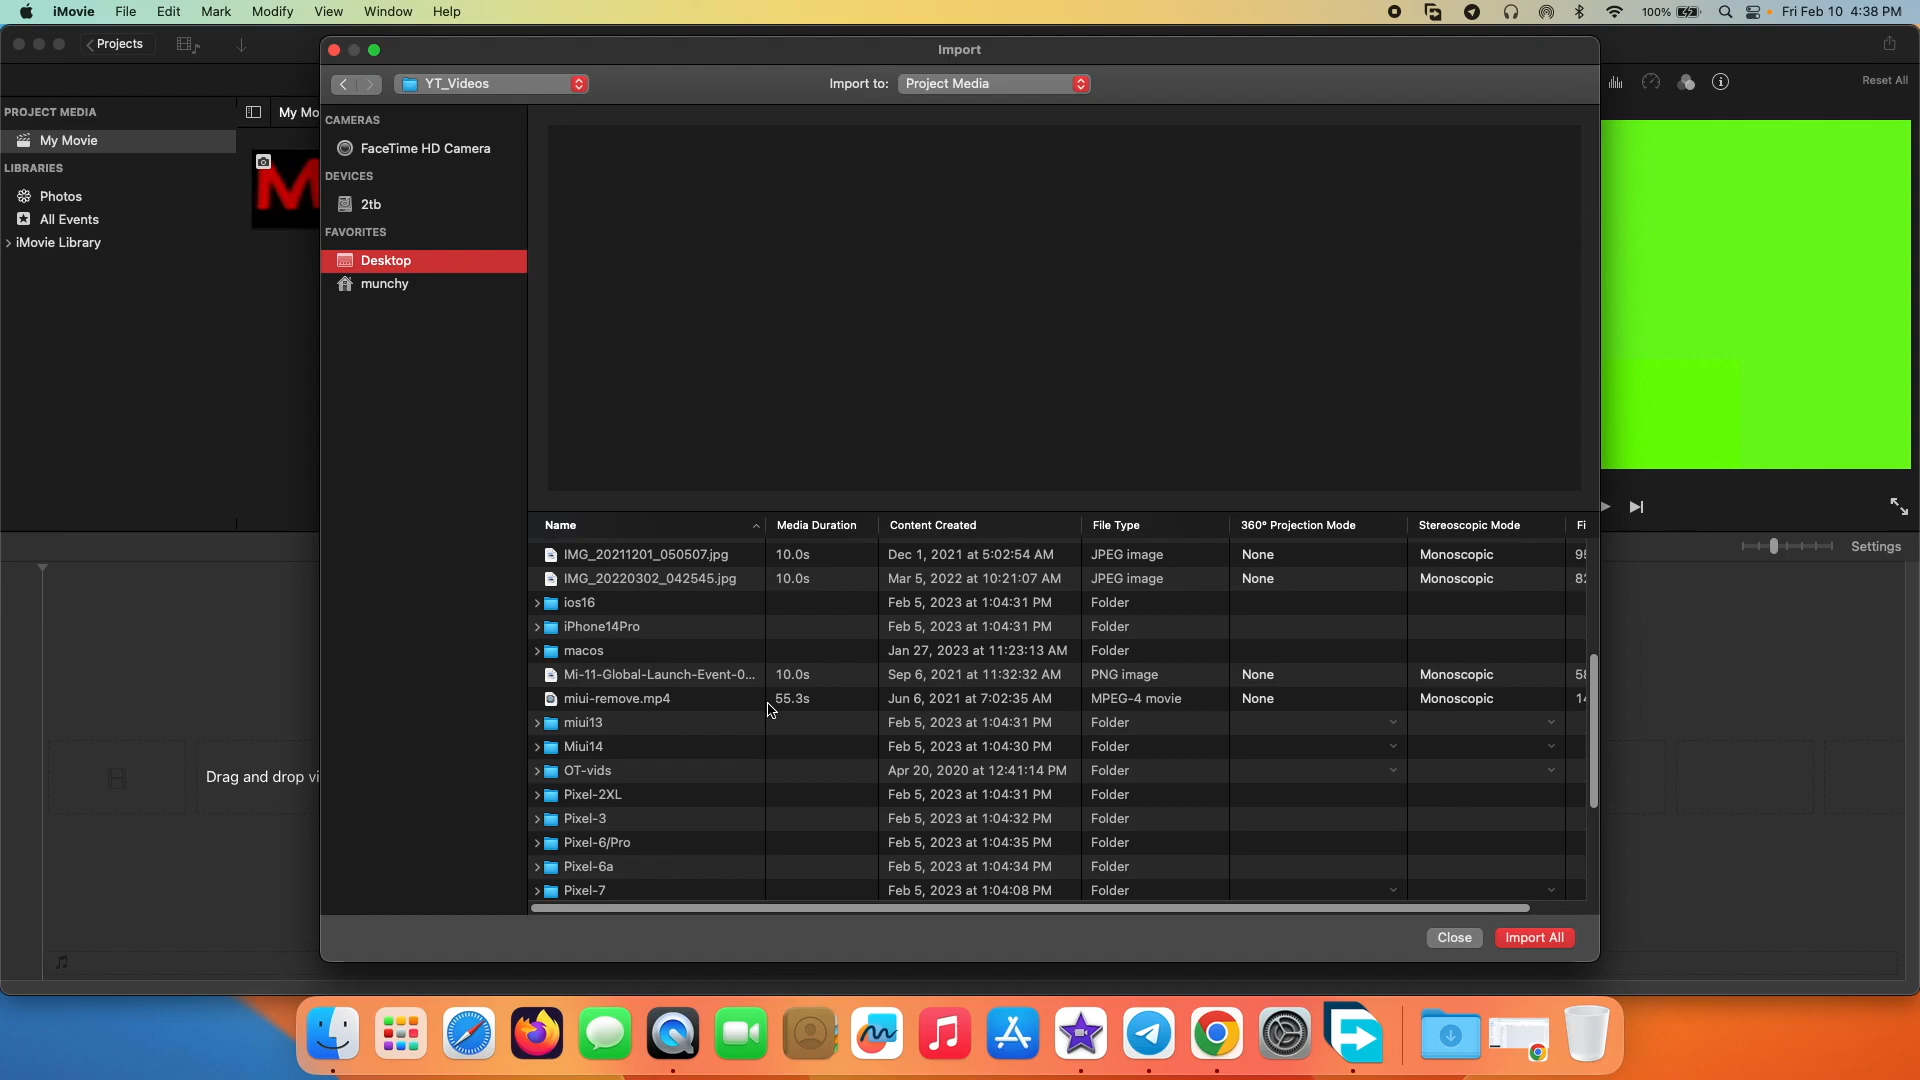 iMovie File Edit Mark Modify View Window Help 100% Fri Feb 10 4:38 PM
Projects
Import
YT_Videos Import to: Project Media
Reset All
PROJECT MEDIA
My Mo
My Movie
LIBRARIES
Photos
All Events
iMovie Library
CAMERAS
FaceTime HD Camera
DEVICES
2tb
FAVORITES
Desktop
munchy
M
Name Media Duration Content Created File Type 360° Projection Mode Stereoscopic Mode Fi
IMG_20211201_050507.jpg 10.0s Dec 1, 2021 at 5:02:54 AM JPEG image None Monoscopic
IMG_20220302_042545.jpg 10.0s Mar 5, 2022 at 10:21:07 AM JPEG image None Monoscopic
ios16 Feb 5, 2023 at 1:04:31 PM Folder
iPhone14Pro Feb 5, 2023 at 1:04:31 PM Folder
macos Jan 27, 2023 at 11:23:13 AM Folder
Mi-11-Global-Launch-Event-0... 10.0s Sep 6, 2021 at 11:32:32 AM PNG image None Monoscopic
miui-remove.mp4 55.3s Jun 6, 2021 at 7:02:35 AM MPEG-4 movie None Monoscopic
miui13 Feb 5, 2023 at 1:04:31 PM Folder
Miui14 Feb 5, 2023 at 1:04:30 PM Folder
OT-vids Apr 20, 2020 at 12:41:14 PM Folder
Pixel-2XL Feb 5, 2023 at 1:04:31 PM Folder
Pixel-3 Feb 5, 2023 at 1:04:32 PM Folder
Pixel-6/Pro Feb 5, 2023 at 1:04:35 PM Folder
Pixel-6a Feb 5, 2023 at 1:04:34 PM Folder
Pixel-7 Feb 5, 2023 at 1:04:08 PM Folder
Settings
Drag and drop vi
Close Import All